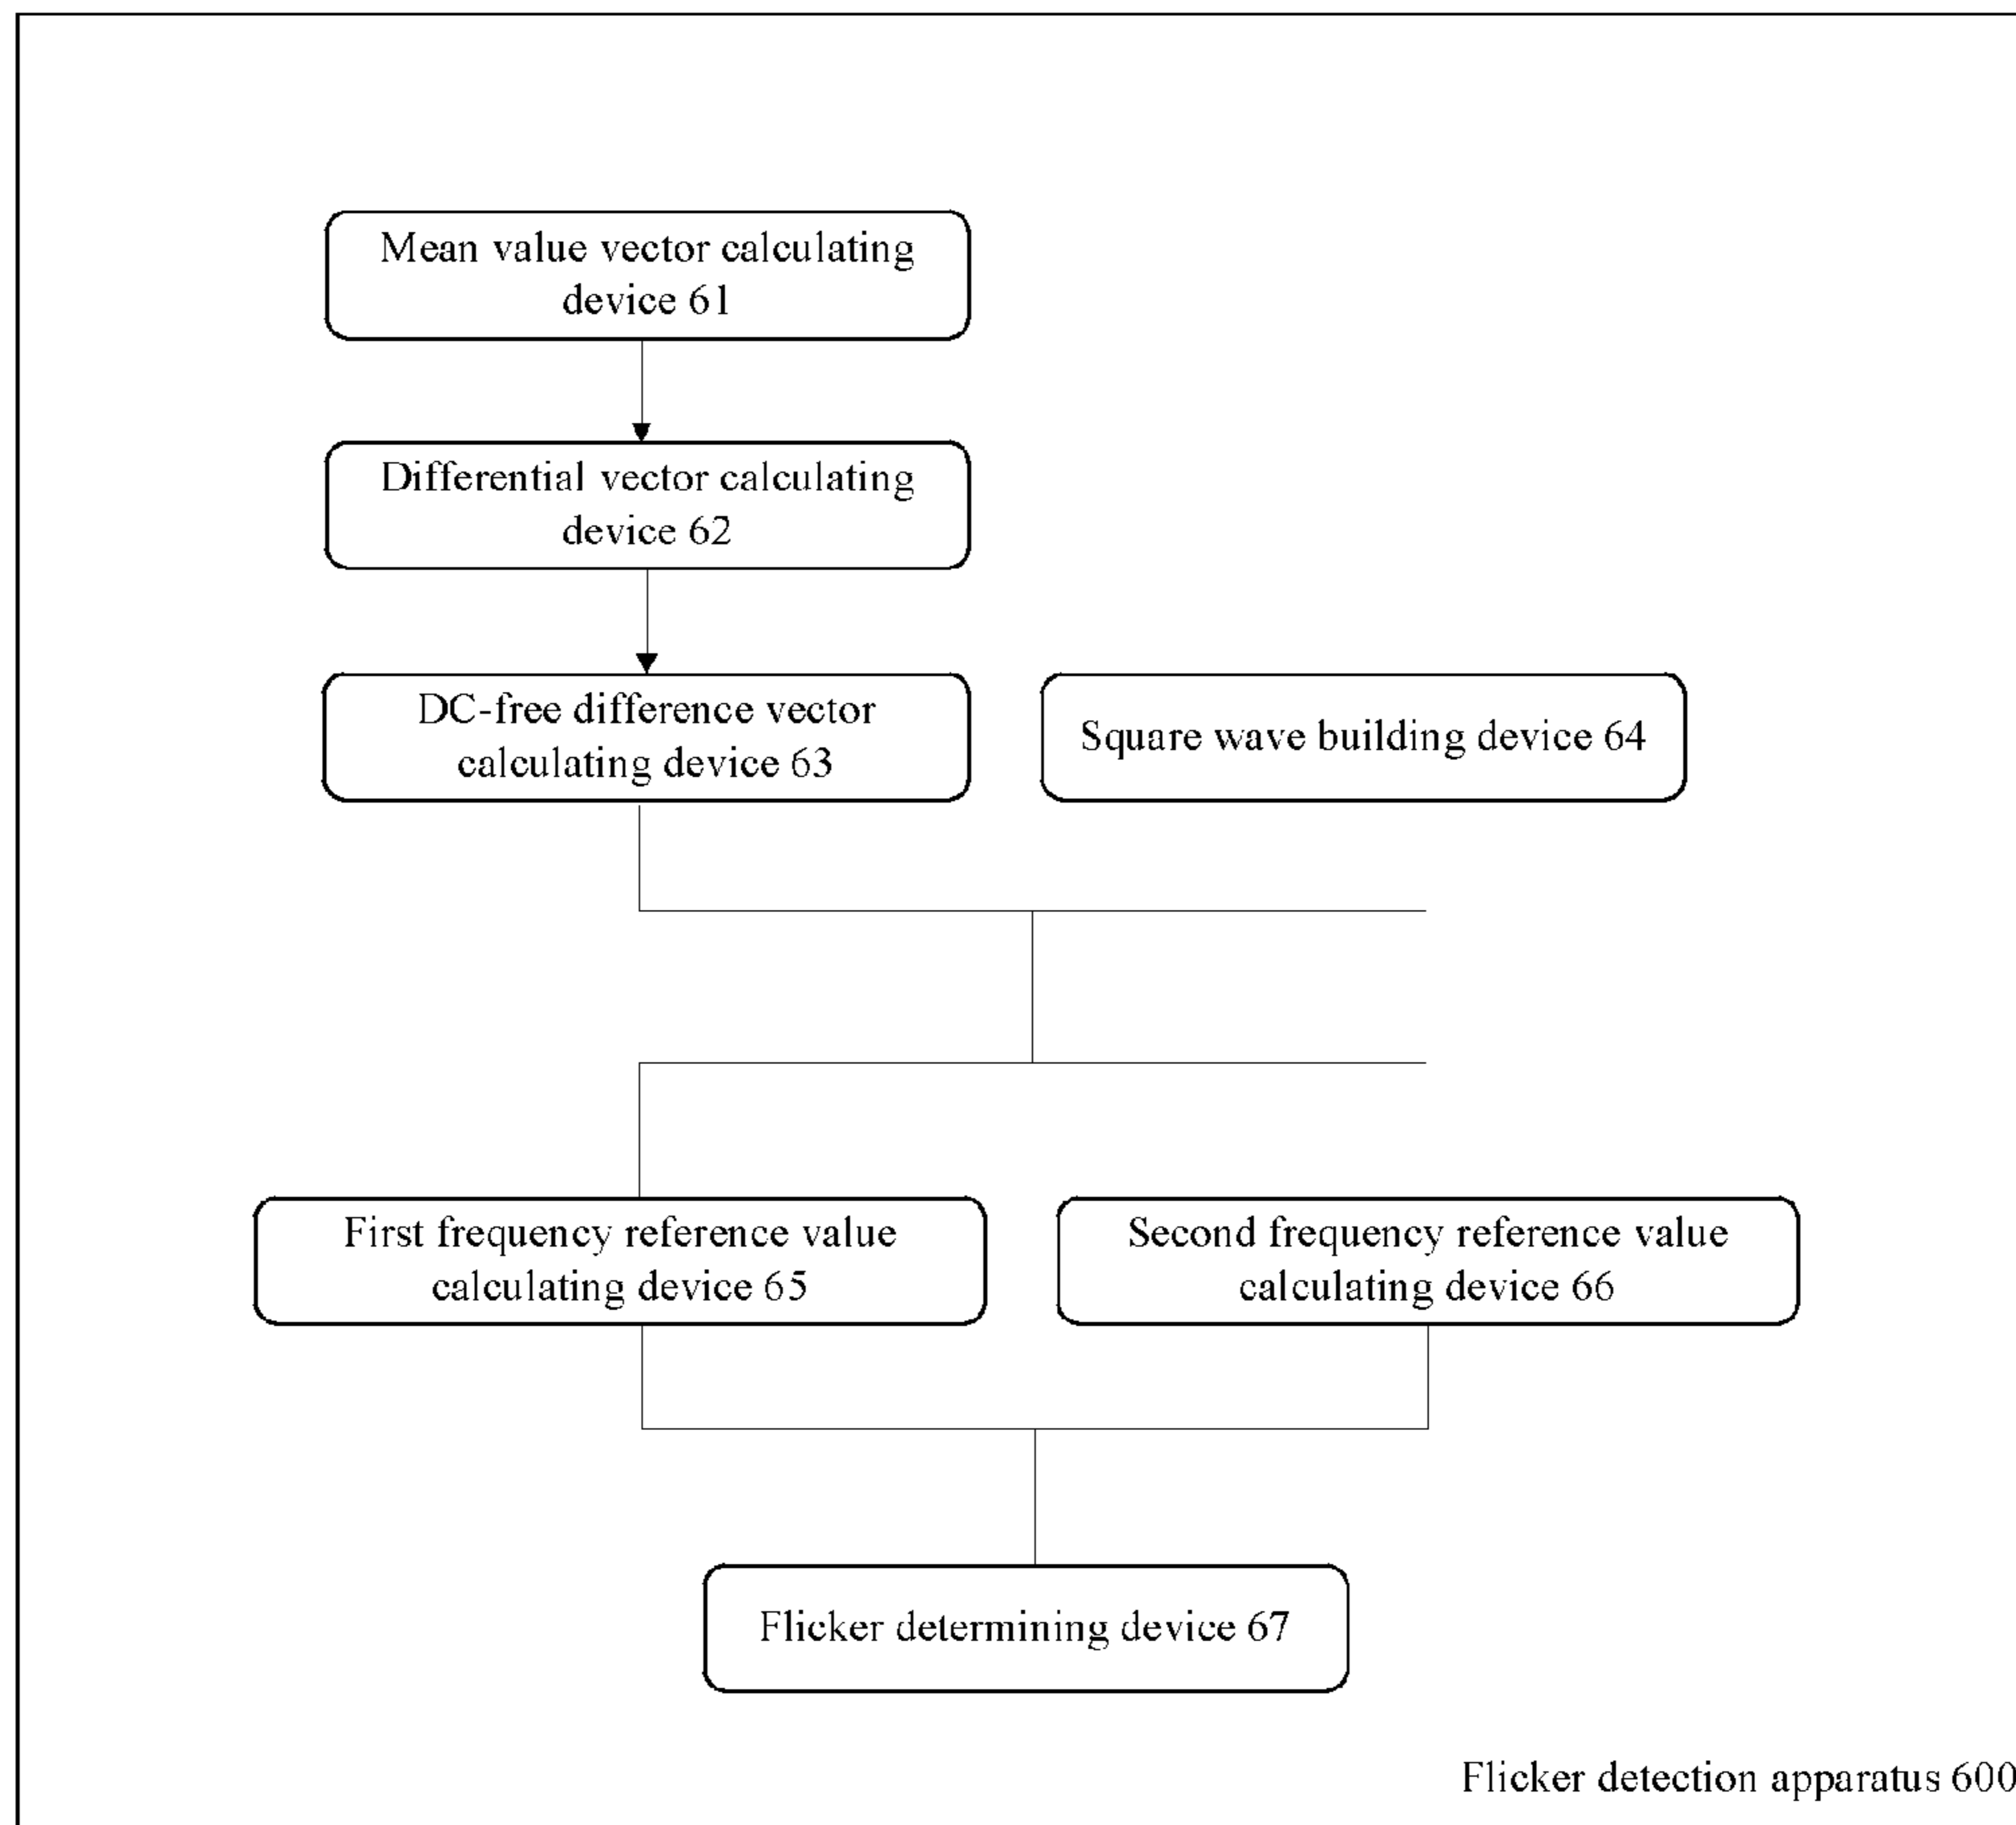 Mean value vector calculating
device 61
Differential vector calculating
device 62
DC-free difference vector
calculating device 63
Square wave building device 64
First frequency reference value
calculating device 65
Second frequency reference value
calculating device 66
Flicker determining device 67
Flicker detection apparatus 600